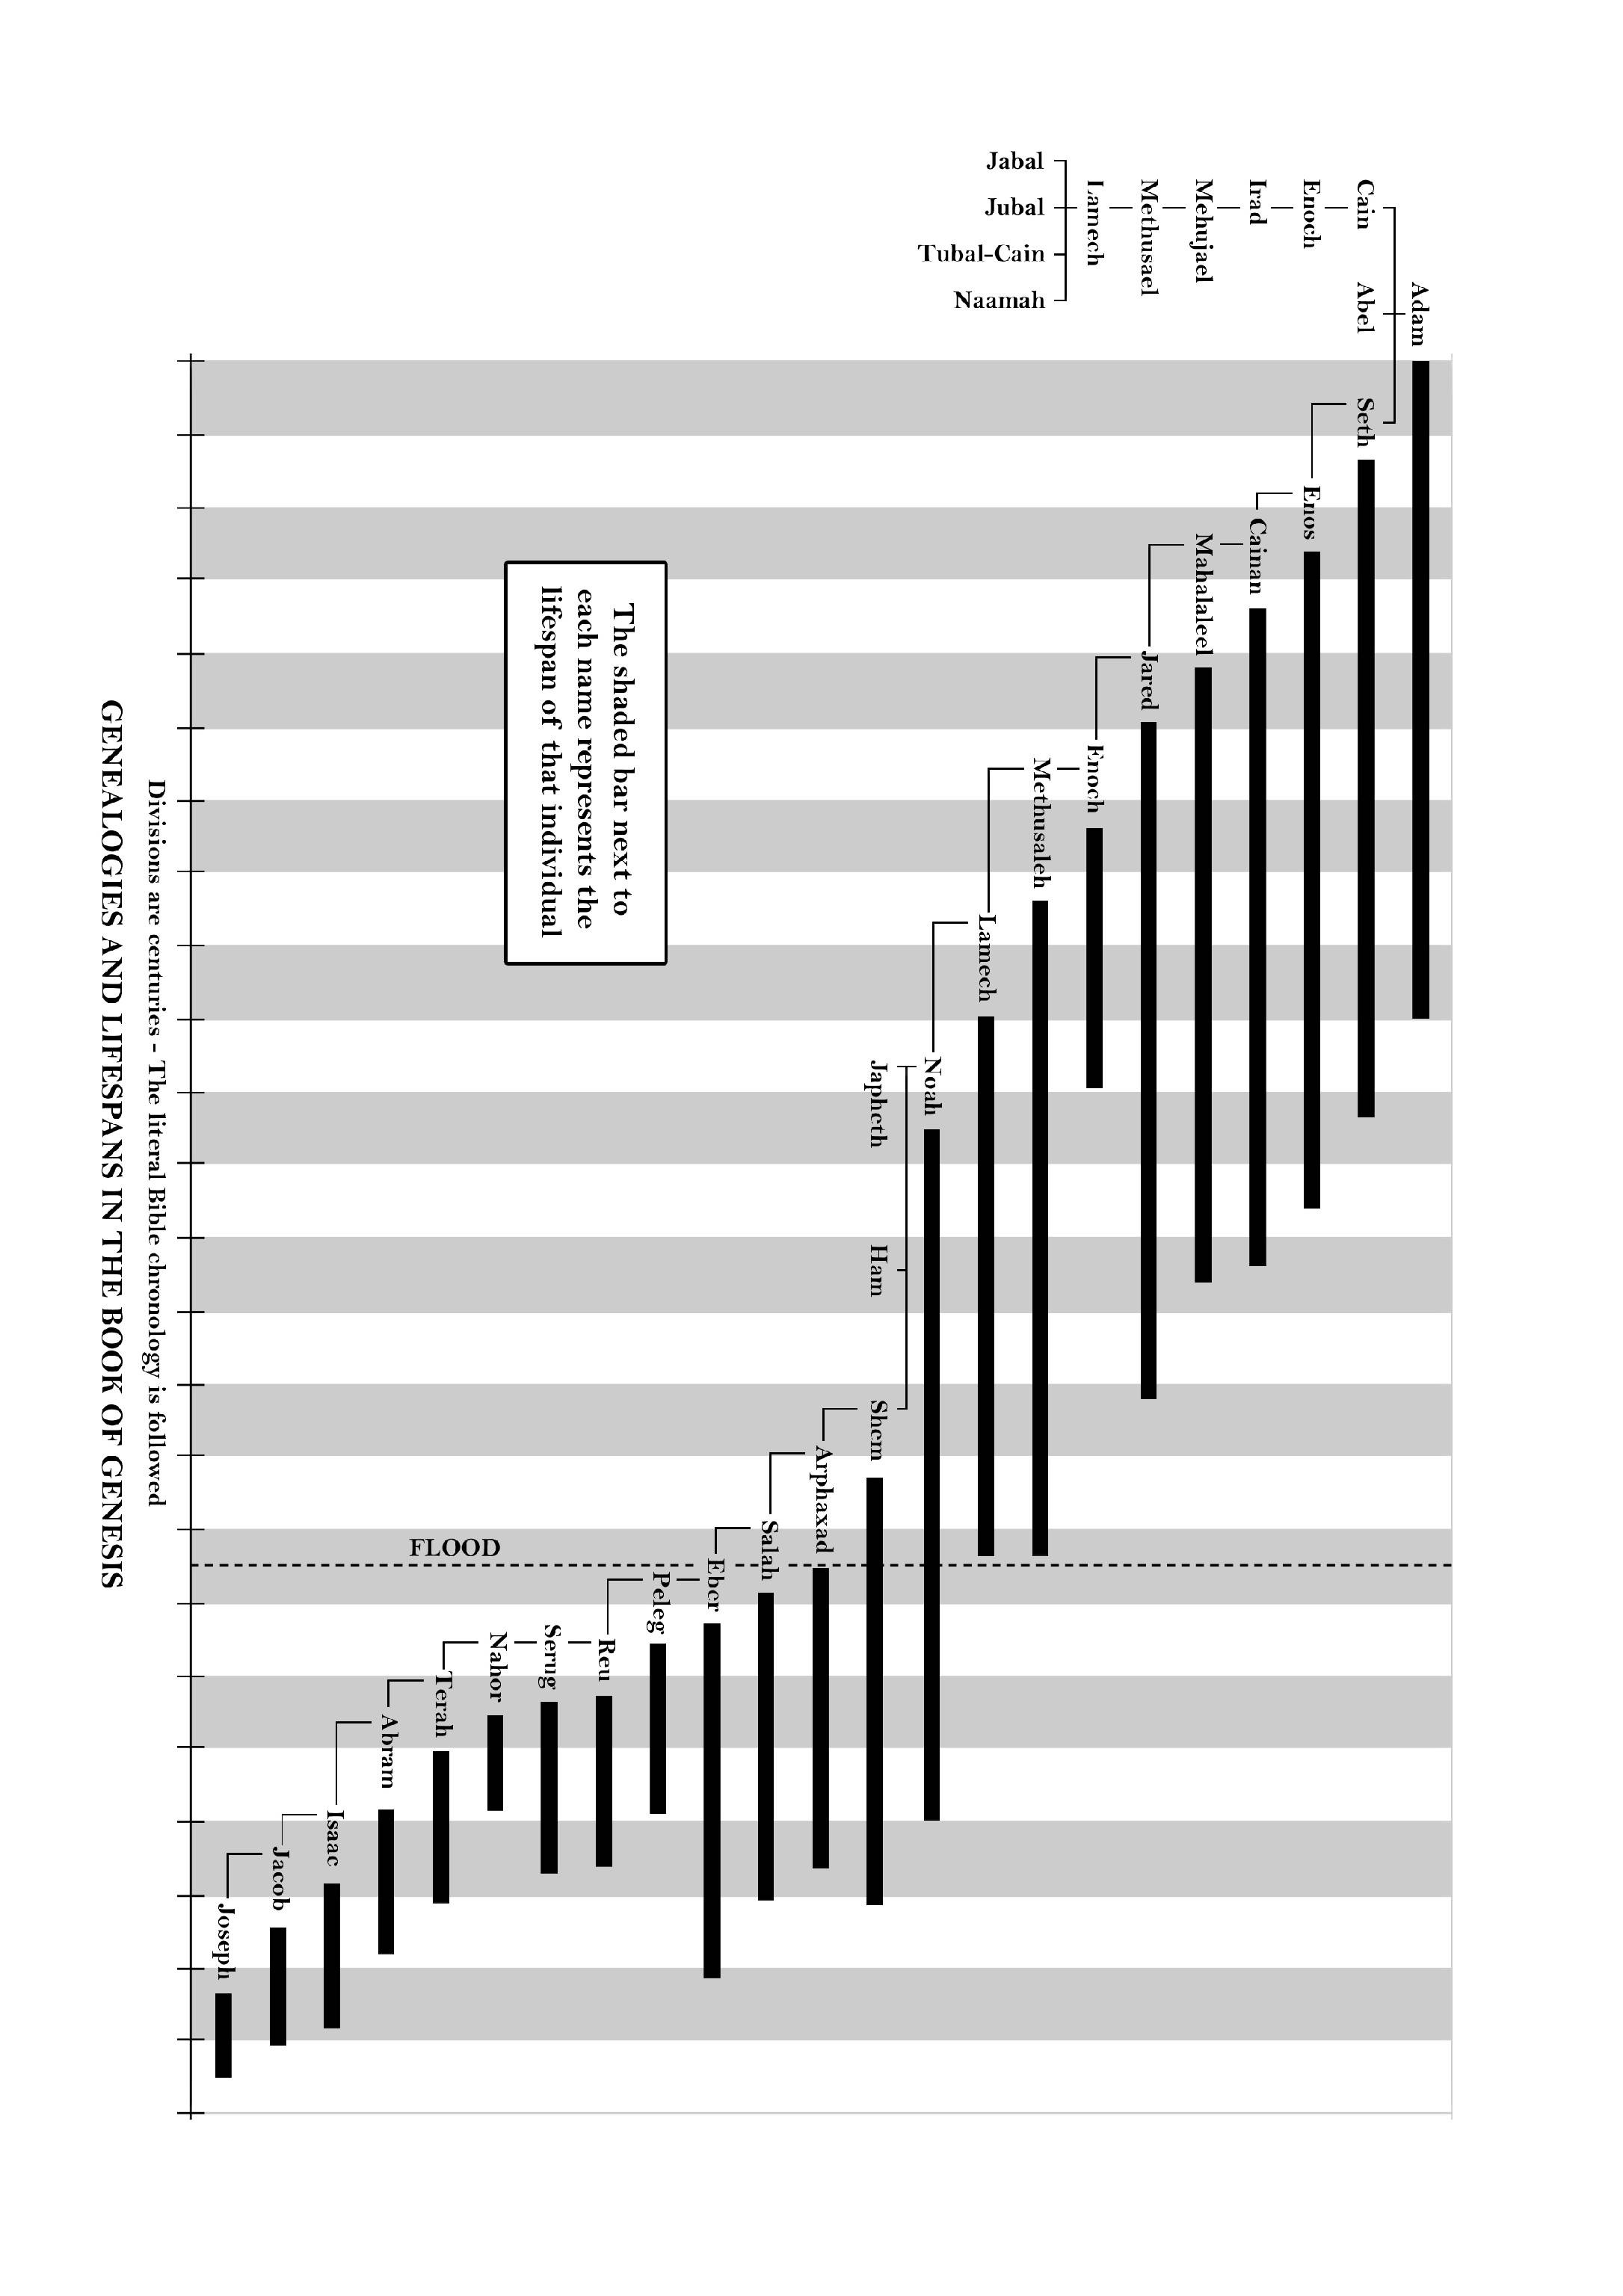 Adam
Cain
Abel
Seth
Enoch
Enos
Irad
Cainan
Mehujael
Mahalaleel
Methusael
Jared
Lamech
Enoch
Jabal
Jubal
Tubal-Cain
Naamah
Methusaleh
Lamech
Noah
Japheth
Ham
Shem
Arphaxad
Salah
Eber
Peleg
Reu
Serug
Nahor
Terah
Abram
Isaac
Jacob
Joseph
FLOOD
The shaded bar next to
each name represents the
lifespan of that individual
Divisions are centuries - The literal Bible chronology is followed
GENEALOGIES AND LIFESPANS IN THE BOOK OF GENESIS